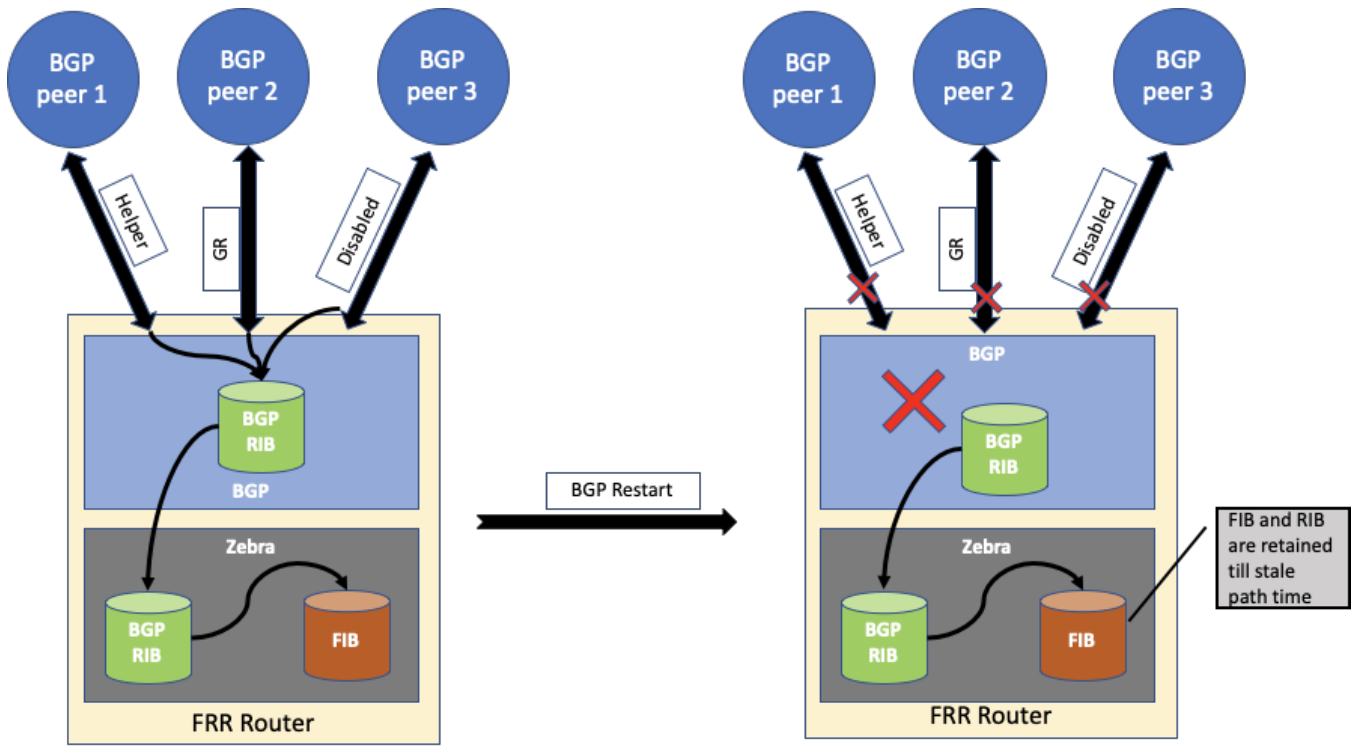 BGP
peer 1
BGP
peer 2
BGP
peer 3
Helper
GR
Disabled
BGP
RIB
BGP
Zebra
BGP
RIB
FIB
FRR Router
BGP Restart
BGP
peer 1
BGP
peer 2
BGP
peer 3
Helper
GR
Disabled
BGP
BGP
RIB
Zebra
BGP
RIB
FIB
FRR Router
FIB and RIB
are retained
till stale
path time